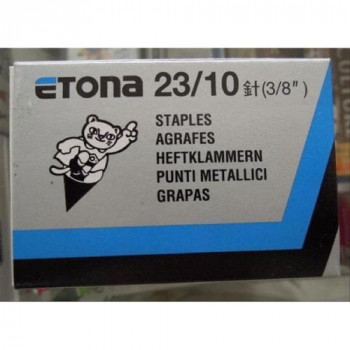 ETONA 23/10 針(3/8")
STAPLES
AGRAFES
HEFTKLAMMERN
PUNTI METALLICI
GRAPAS